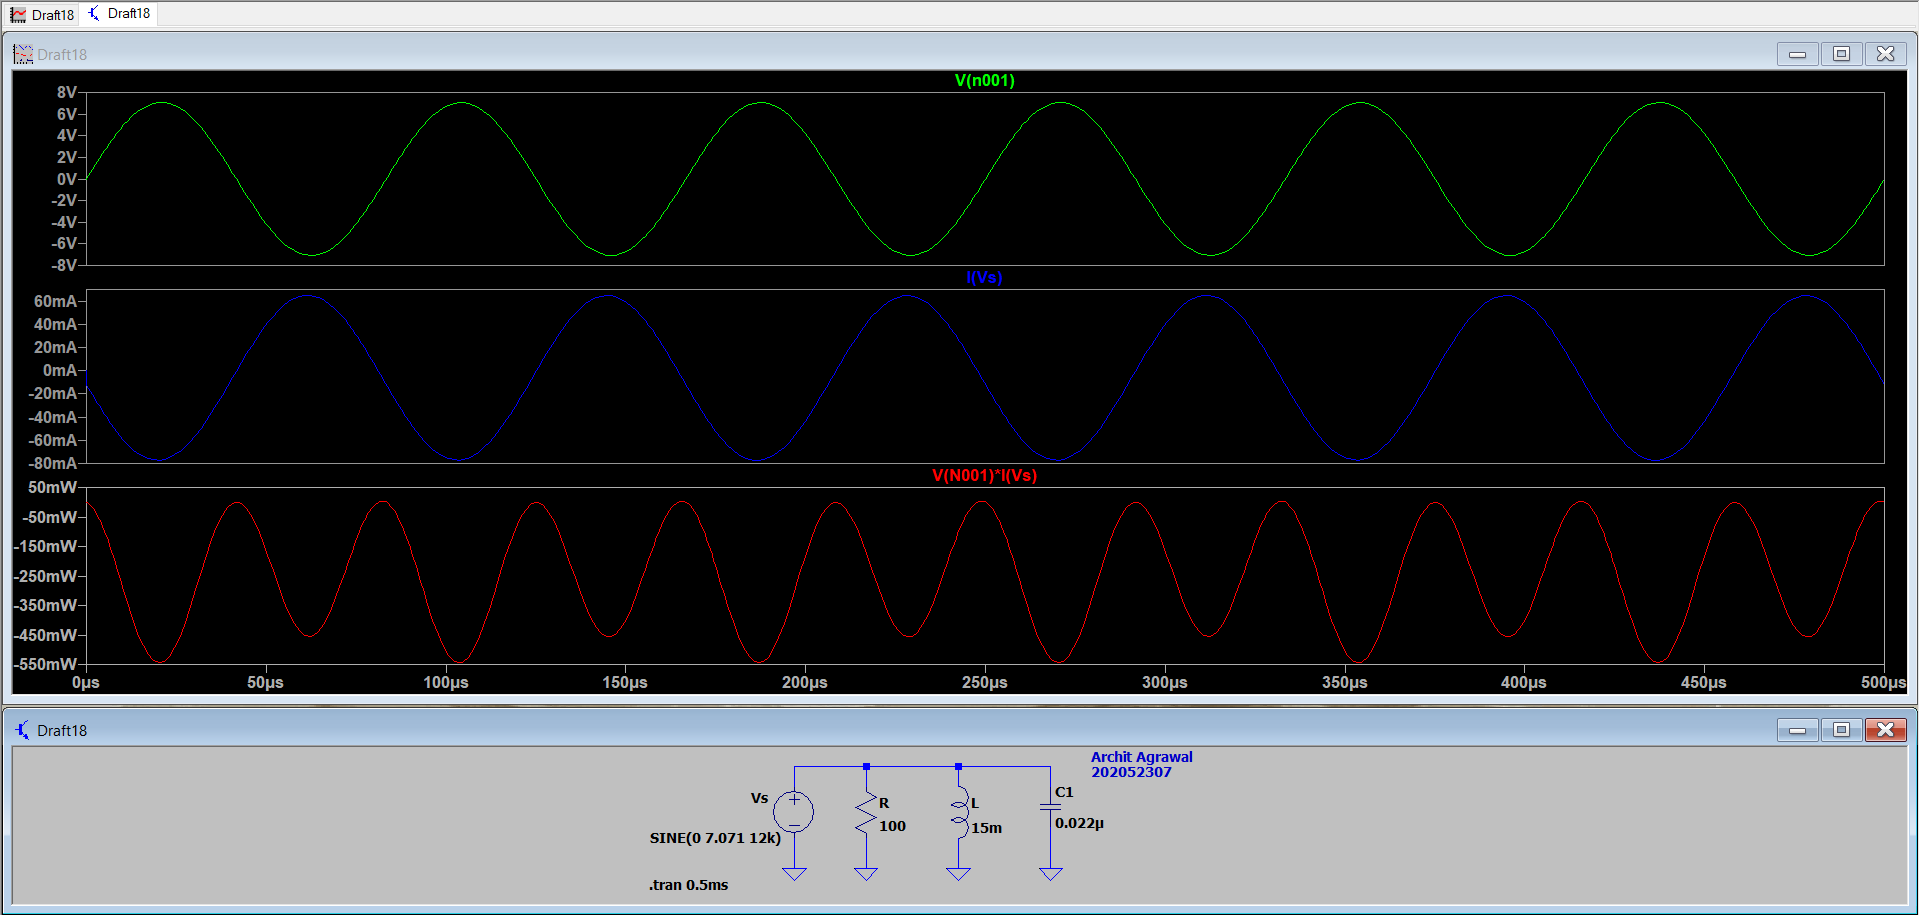 Draft18 Draft18
Draft18
V(n001)
8V
6V
4V
2V
0V
-2V
-4V
-6V
-8V
I(Vs)
60mA
40mA
20mA
0mA
-20mA
-40mA
-60mA
-80mA
V(N001)*I(Vs)
50mW
-50mW
-150mW
-250mW
-350mW
-450mW
-550mW
0µs 50µs 100µs 150µs 200µs 250µs 300µs 350µs 400µs 450µs 500µs
Draft18
Archit Agrawal
202052307
Vs
SINE(0 7.071 12k)
R
100
L
15m
C1
0.022µ
.tran 0.5ms